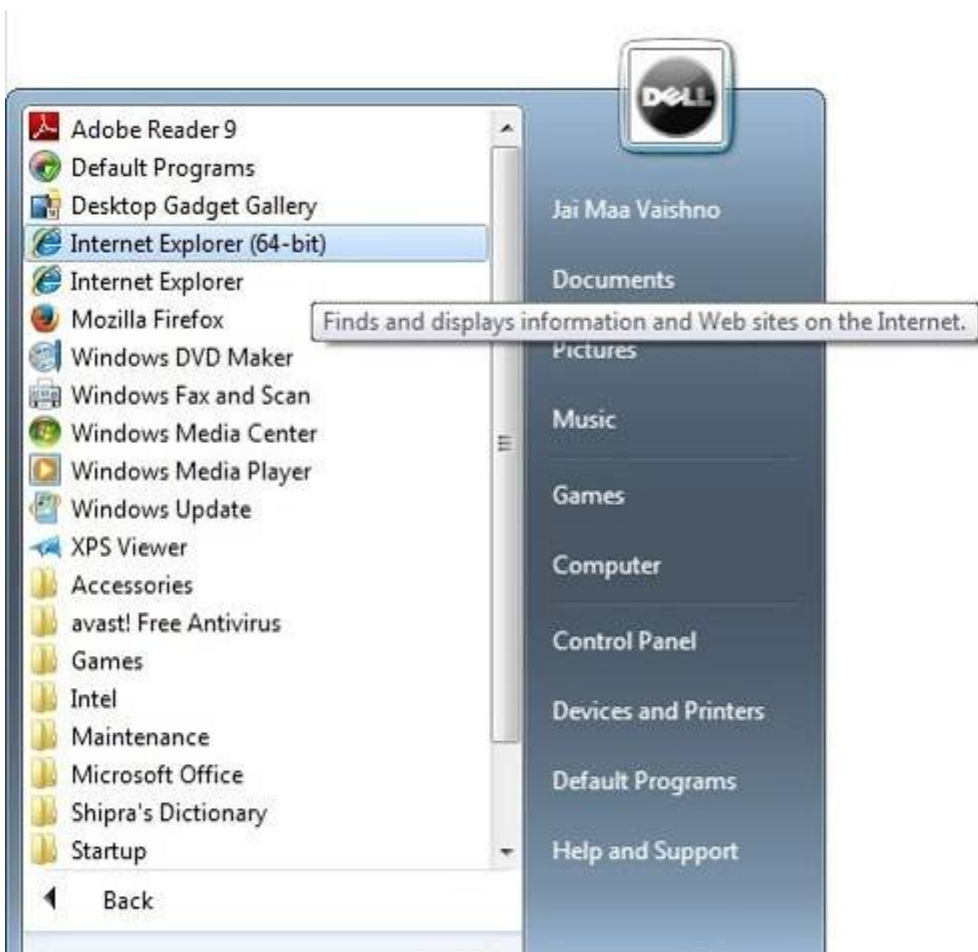 DELL
Adobe Reader 9
Default Programs
Desktop Gadget Gallery
Internet Explorer (64-bit)
Internet Explorer
Mozilla Firefox
Windows DVD Maker
Windows Fax and Scan
Windows Media Center
Windows Media Player
Windows Update
XPS Viewer
Accessories
avast! Free Antivirus
Games
Intel
Maintenance
Microsoft Office
Shipra's Dictionary
Startup
Back
Jai Maa Vaishno
Documents
Finds and displays information and Web sites on the Internet.
Pictures
Music
Games
Computer
Control Panel
Devices and Printers
Default Programs
Help and Support